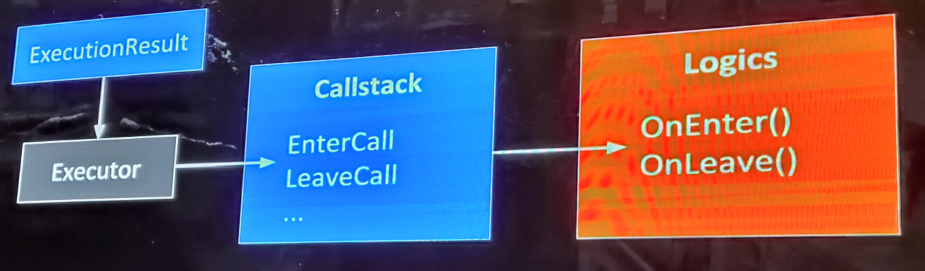 ExecutionResult
Executor
Callstack
EnterCall
LeaveCall
...
Logics
OnEnter()
OnLeave()